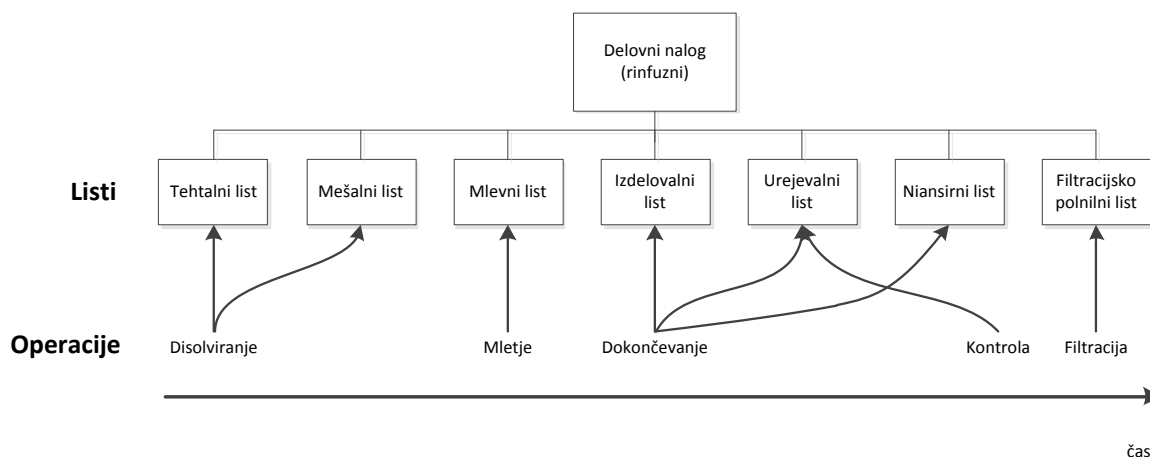 Delovni nalog
(rinfuzni)
Listi
Tehtalni list
Mešalni list
Mlevni list
Izdelovalni
list
Urejevalni
list
Niansirni list
Filtracijsko
polnilni list
Operacije
Disolviranje
Mletje
Dokončevanje
Kontrola
Filtracija
čas